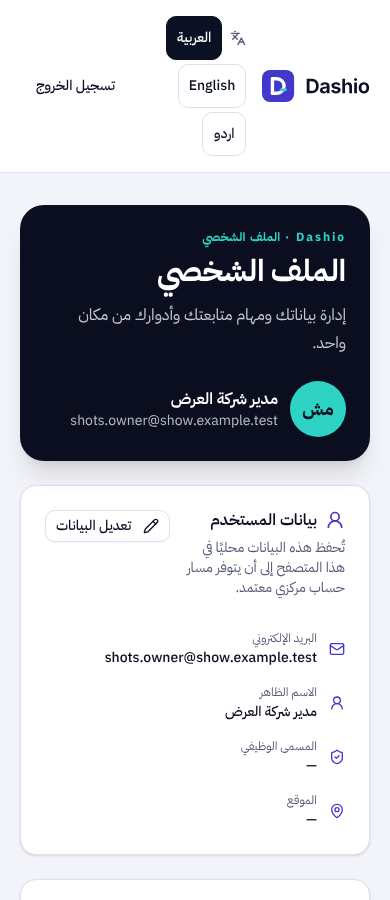 Dashio
العربية
English
اردو
تسجيل الخروج
Dashio · الملف الشخصي
الملف الشخصي
إدارة بياناتك ومهام متابعتك وأدوارك من مكان
واحد.
مش
مدير شركة العرض
shots.owner@show.example.test
بيانات المستخدم
تعديل البيانات
تُحفظ هذه البيانات محليًا في
هذا المتصفح إلى أن يتوفر مسار
حساب مركزي معتمد.
البريد الإلكتروني
shots.owner@show.example.test
الاسم الظاهر
مدير شركة العرض
المسمى الوظيفي
—
الموقع
—